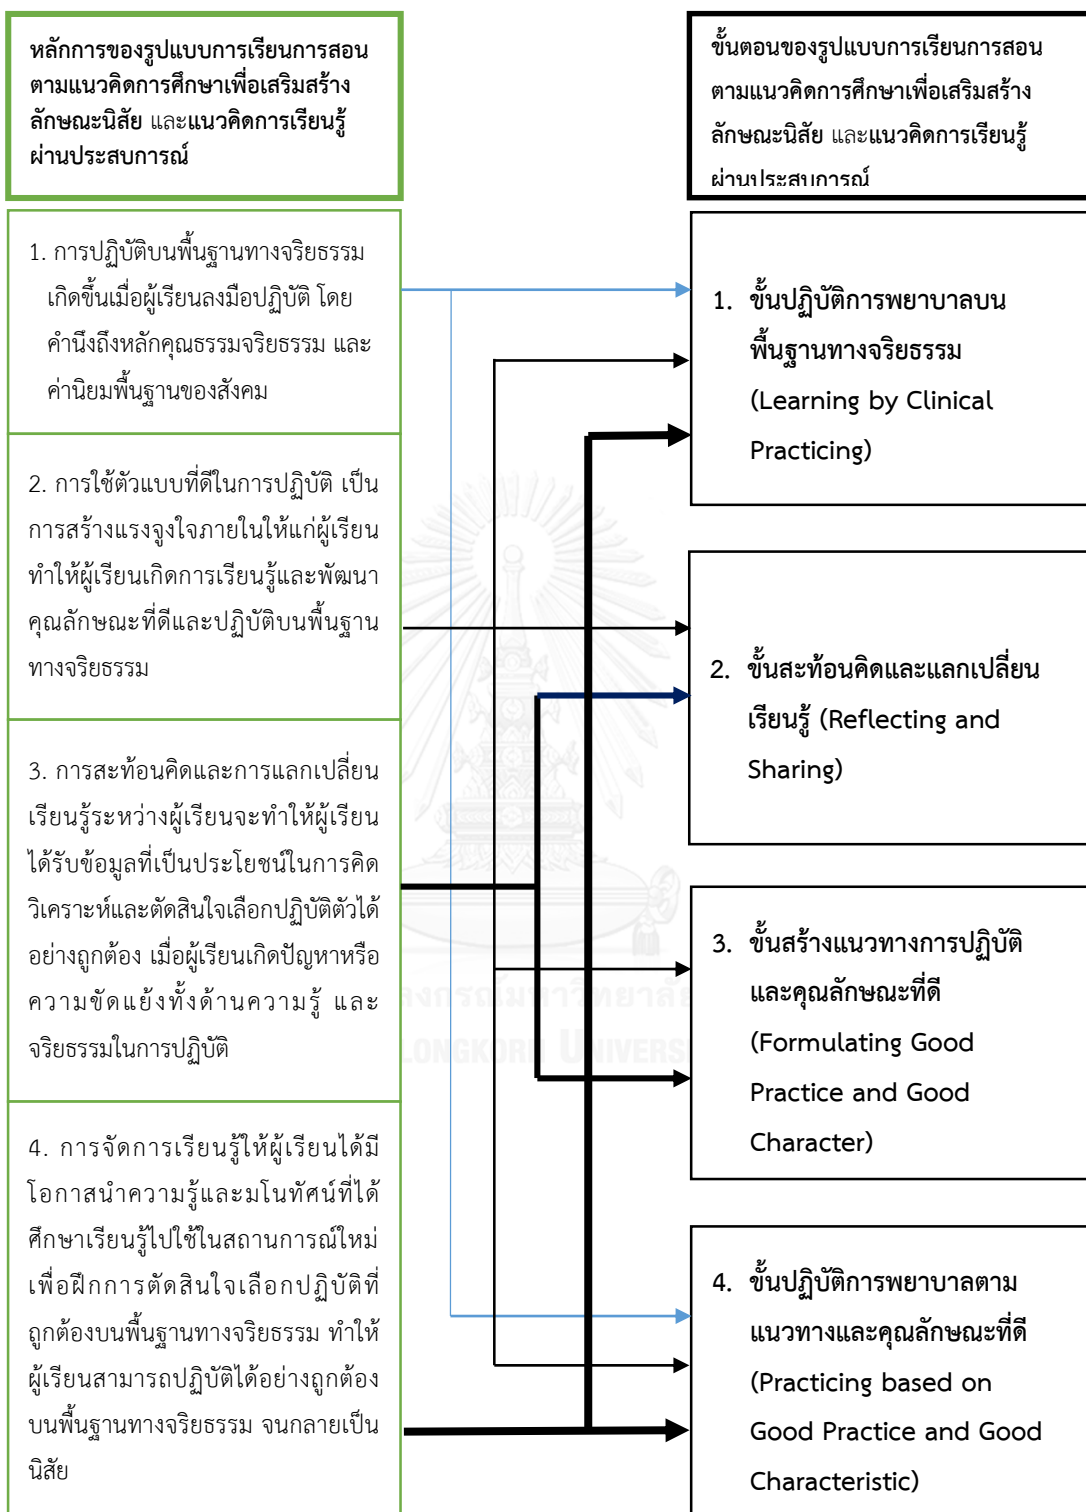 หลักการของรูปแบบการเรียนการสอน
ตามแนวคิดการศึกษาเพื่อเสริมสร้าง
ลักษณะนิสัย และแนวคิดการเรียนรู้
ผ่านประสบการณ์
1. การปฏิบัติบนพื้นฐานทางจริยธรรม
เกิดขึ้นเมื่อผู้เรียนลงมือปฏิบัติ โดย
คำนึงถึงหลักคุณธรรมจริยธรรม และ
ค่านิยมพื้นฐานของสังคม
2. การใช้ตัวแบบที่ดีในการปฏิบัติ เป็น
การสร้างแรงจูงใจภายในให้แก่ผู้เรียน
ทำให้ผู้เรียนเกิดการเรียนรู้และพัฒนา
คุณลักษณะที่ดีและปฏิบัติบนพื้นฐาน
ทางจริยธรรม
3. การสะท้อนคิดและการแลกเปลี่ยน
เรียนรู้ระหว่างผู้เรียนจะทำให้ผู้เรียน
ได้รับข้อมูลที่เป็นประโยชน์ในการคิด
วิเคราะห์และตัดสินใจเลือกปฏิบัติตัวได้
อย่างถูกต้อง เมื่อผู้เรียนเกิดปัญหาหรือ
ความขัดแย้งทั้งด้านความรู้ และ
จริยธรรมในการปฏิบัติ
4. การจัดการเรียนรู้ให้ผู้เรียนได้มี
โอกาสนำความรู้และมโนทัศน์ที่ได้
ศึกษาเรียนรู้ไปใช้ในสถานการณ์ใหม่
เพื่อฝึกการตัดสินใจเลือกปฏิบัติที่
ถูกต้องบนพื้นฐานทางจริยธรรม ทำให้
ผู้เรียนสามารถปฏิบัติได้อย่างถูกต้อง
บนพื้นฐานทางจริยธรรม จนกลายเป็น
นิสัย
ขั้นตอนของรูปแบบการเรียนการสอน
ตามแนวคิดการศึกษาเพื่อเสริมสร้าง
ลักษณะนิสัย และแนวคิดการเรียนรู้
ผ่านประสบการณ์
1. ขั้นปฏิบัติการพยาบาลบน
พื้นฐานทางจริยธรรม
(Learning by Clinical
Practicing)
2. ขั้นสะท้อนคิดและแลกเปลี่ยน
เรียนรู้ (Reflecting and
Sharing)
3. ขั้นสร้างแนวทางการปฏิบัติ
และคุณลักษณะที่ดี
(Formulating Good
Practice and Good
Character)
4. ขั้นปฏิบัติการพยาบาลตาม
แนวทางและคุณลักษณะที่ดี
(Practicing based on
Good Practice and Good
Characteristic)
ลงกรณ์มหาวิทยาลัย
LONGKORN UNIVERS